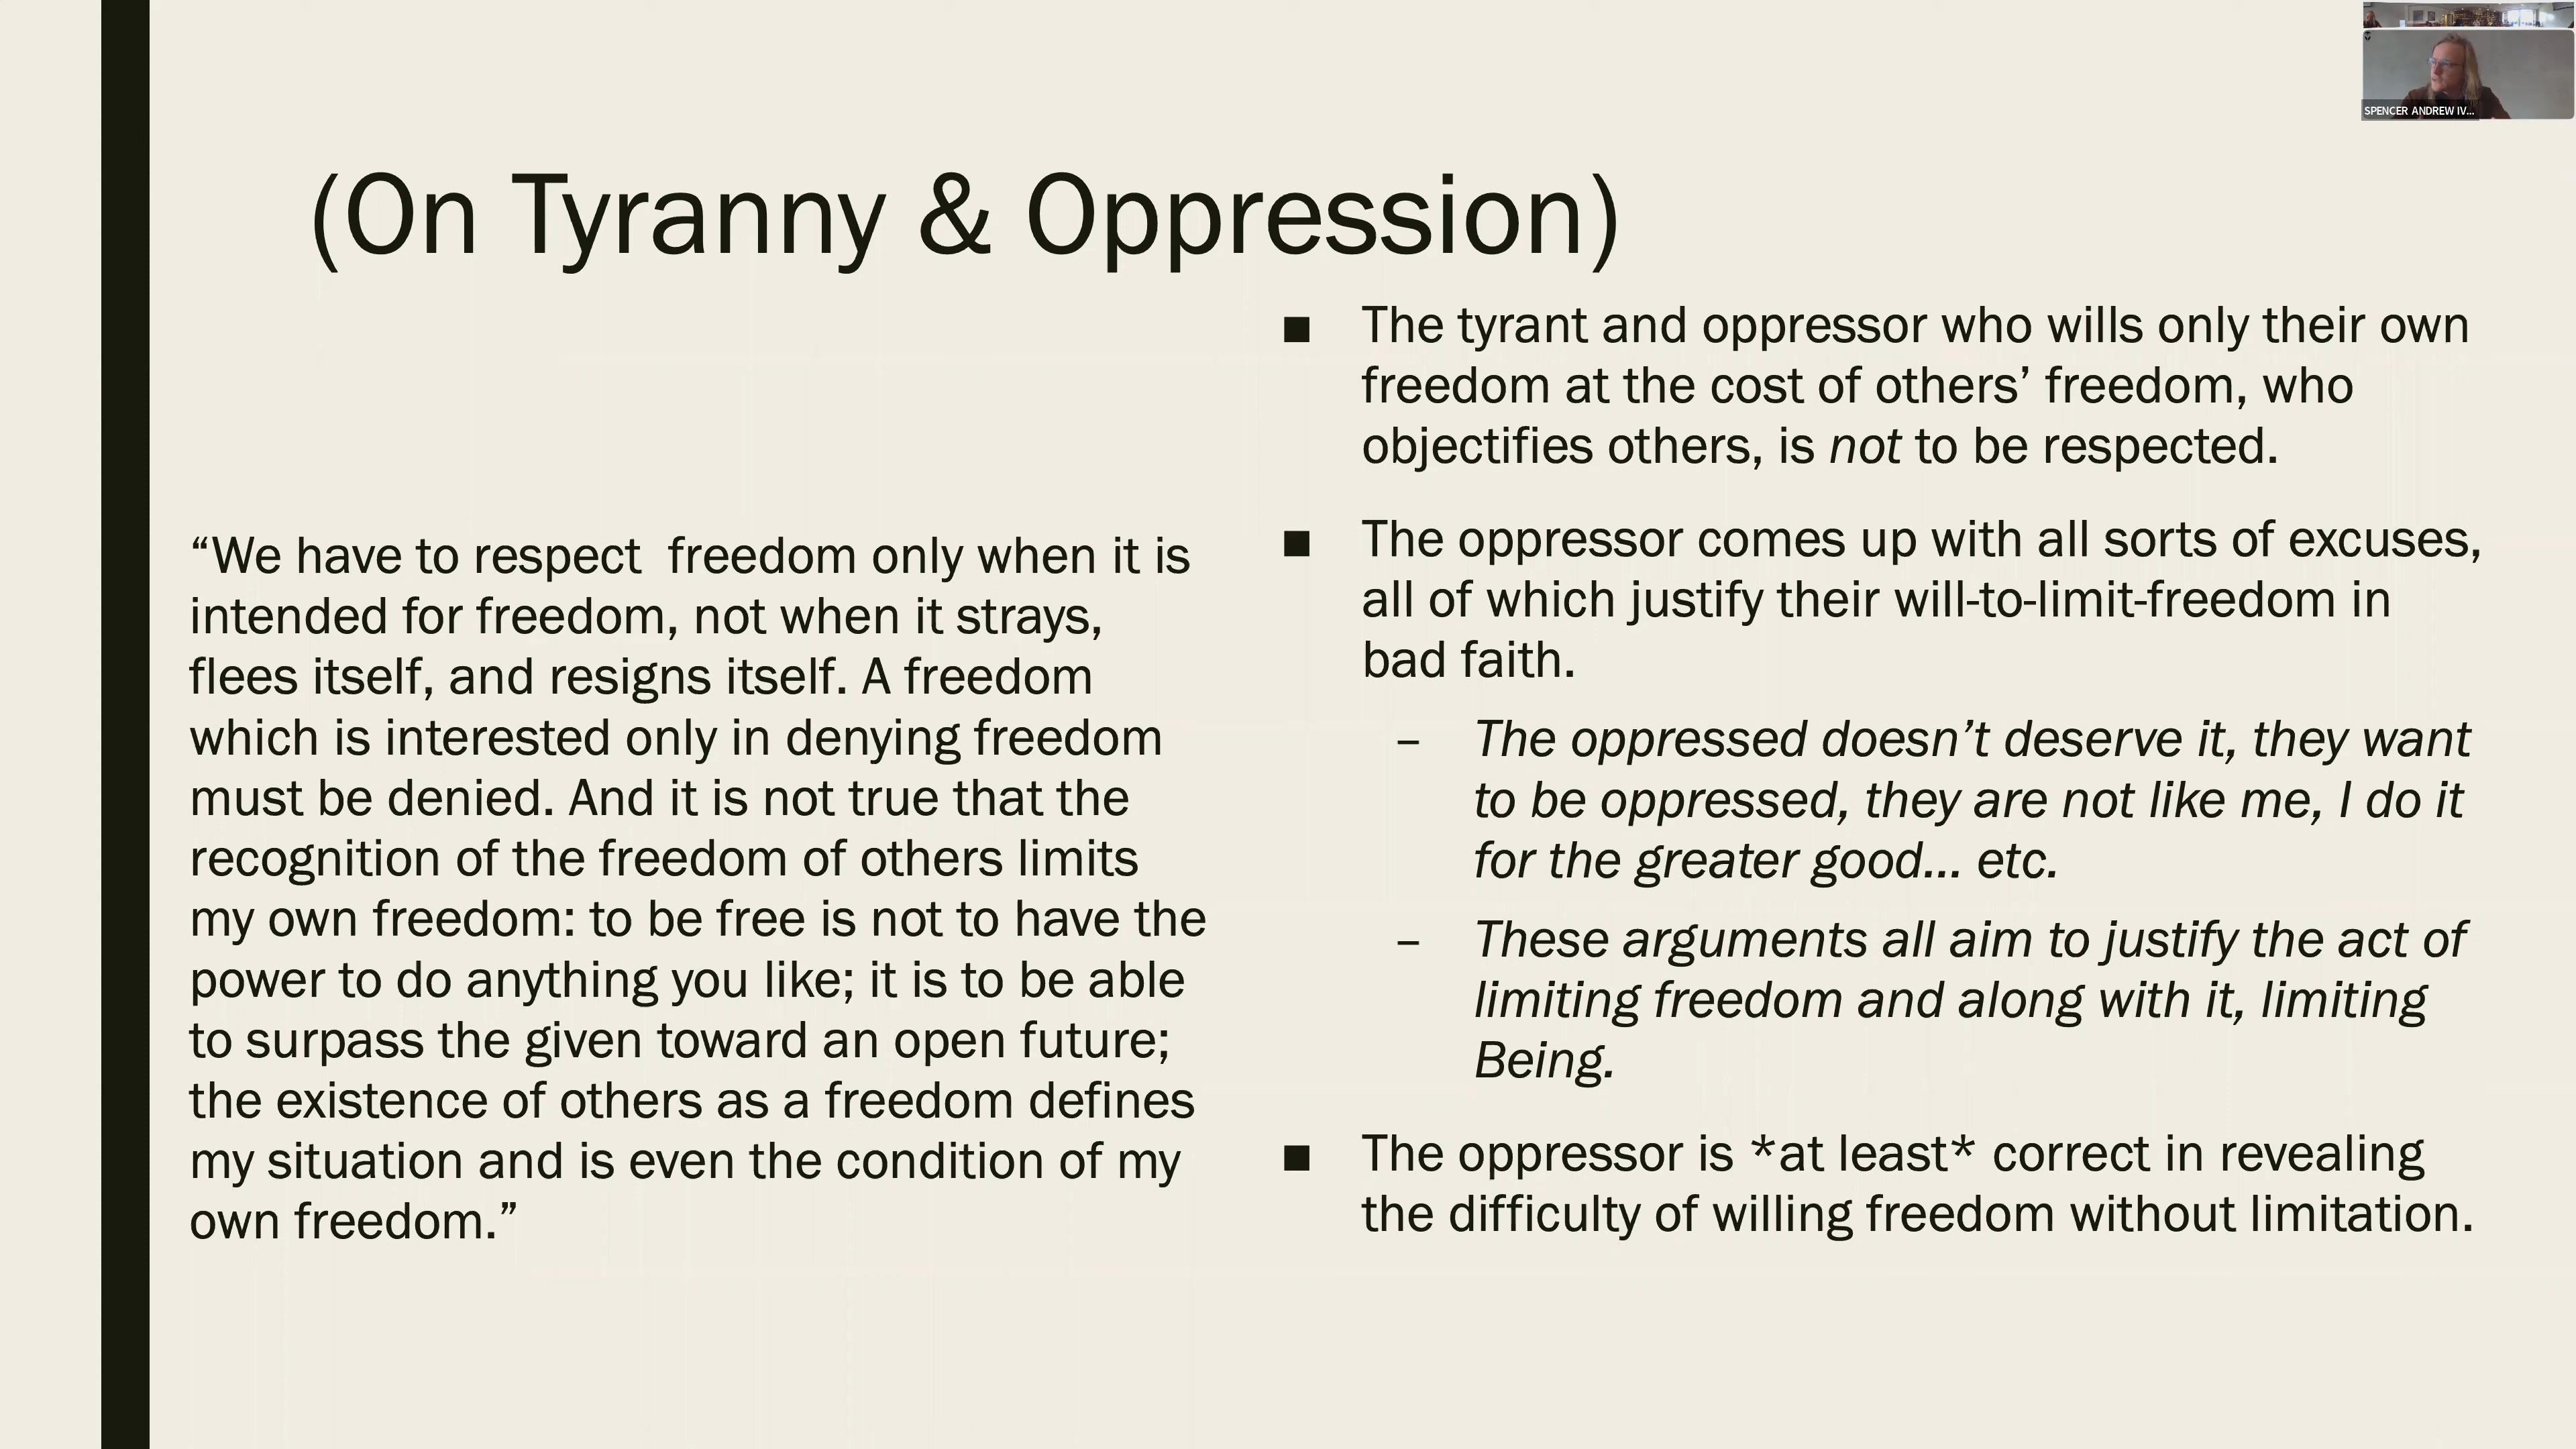 SPENCER ANDREW IV...
(On Tyranny & Oppression)
“We have to respect  freedom only when it is
intended for freedom, not when it strays,
flees itself, and resigns itself. A freedom
which is interested only in denying freedom
must be denied. And it is not true that the
recognition of the freedom of others limits
my own freedom: to be free is not to have the
power to do anything you like; it is to be able
to surpass the given toward an open future;
the existence of others as a freedom defines
my situation and is even the condition of my
own freedom.”
■ The tyrant and oppressor who wills only their own
freedom at the cost of others’ freedom, who
objectifies others, is not to be respected.
■ The oppressor comes up with all sorts of excuses,
all of which justify their will-to-limit-freedom in
bad faith.
– The oppressed doesn’t deserve it, they want
to be oppressed, they are not like me, I do it
for the greater good... etc.
– These arguments all aim to justify the act of
limiting freedom and along with it, limiting
Being.
■ The oppressor is *at least* correct in revealing
the difficulty of willing freedom without limitation.